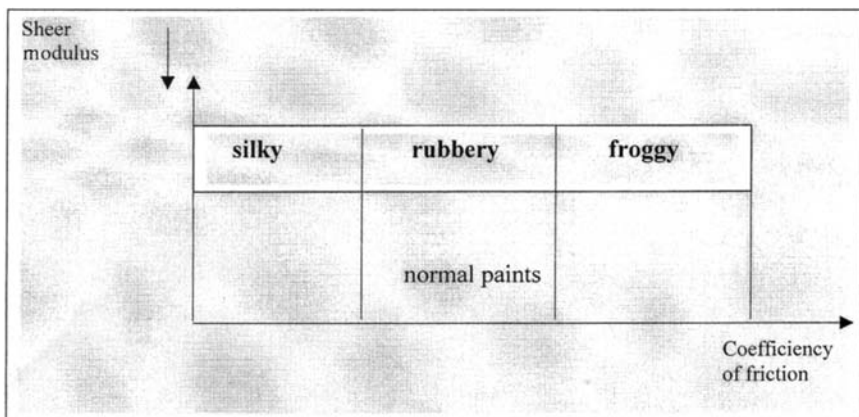 Sheer
modulus
silky rubbery froggy
normal paints
Coefficiency
of friction